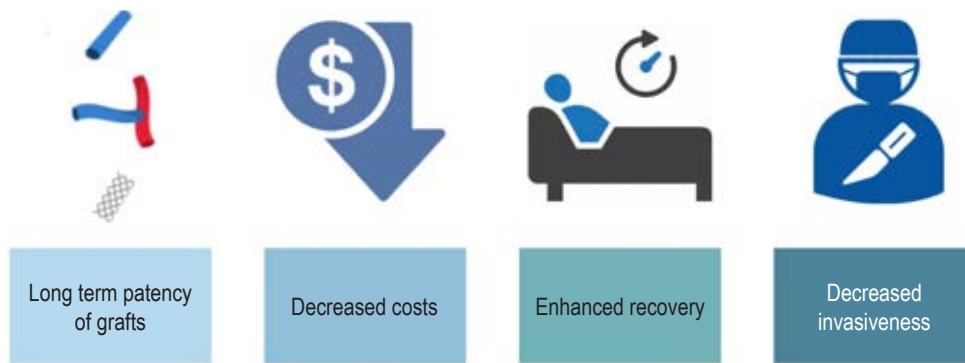 $
Long term patency
of grafts
Decreased costs
Enhanced recovery
Decreased
invasiveness